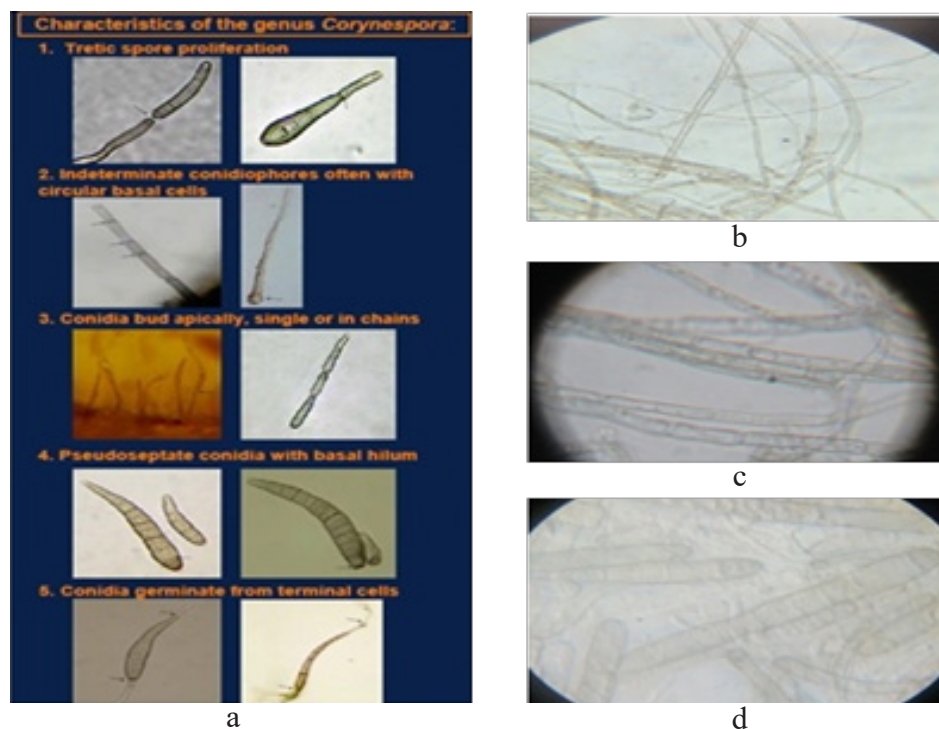 Characteristics of the genus Corynespora:
1. Tretic spore proliferation
2. Indeterminate conidiophores often with
circular basal cells
3. Conidia bud apically, single or in chains
4. Pseudoseptate conidia with basal hilum
5. Conidia germinate from terminal cells
a
b
c
d